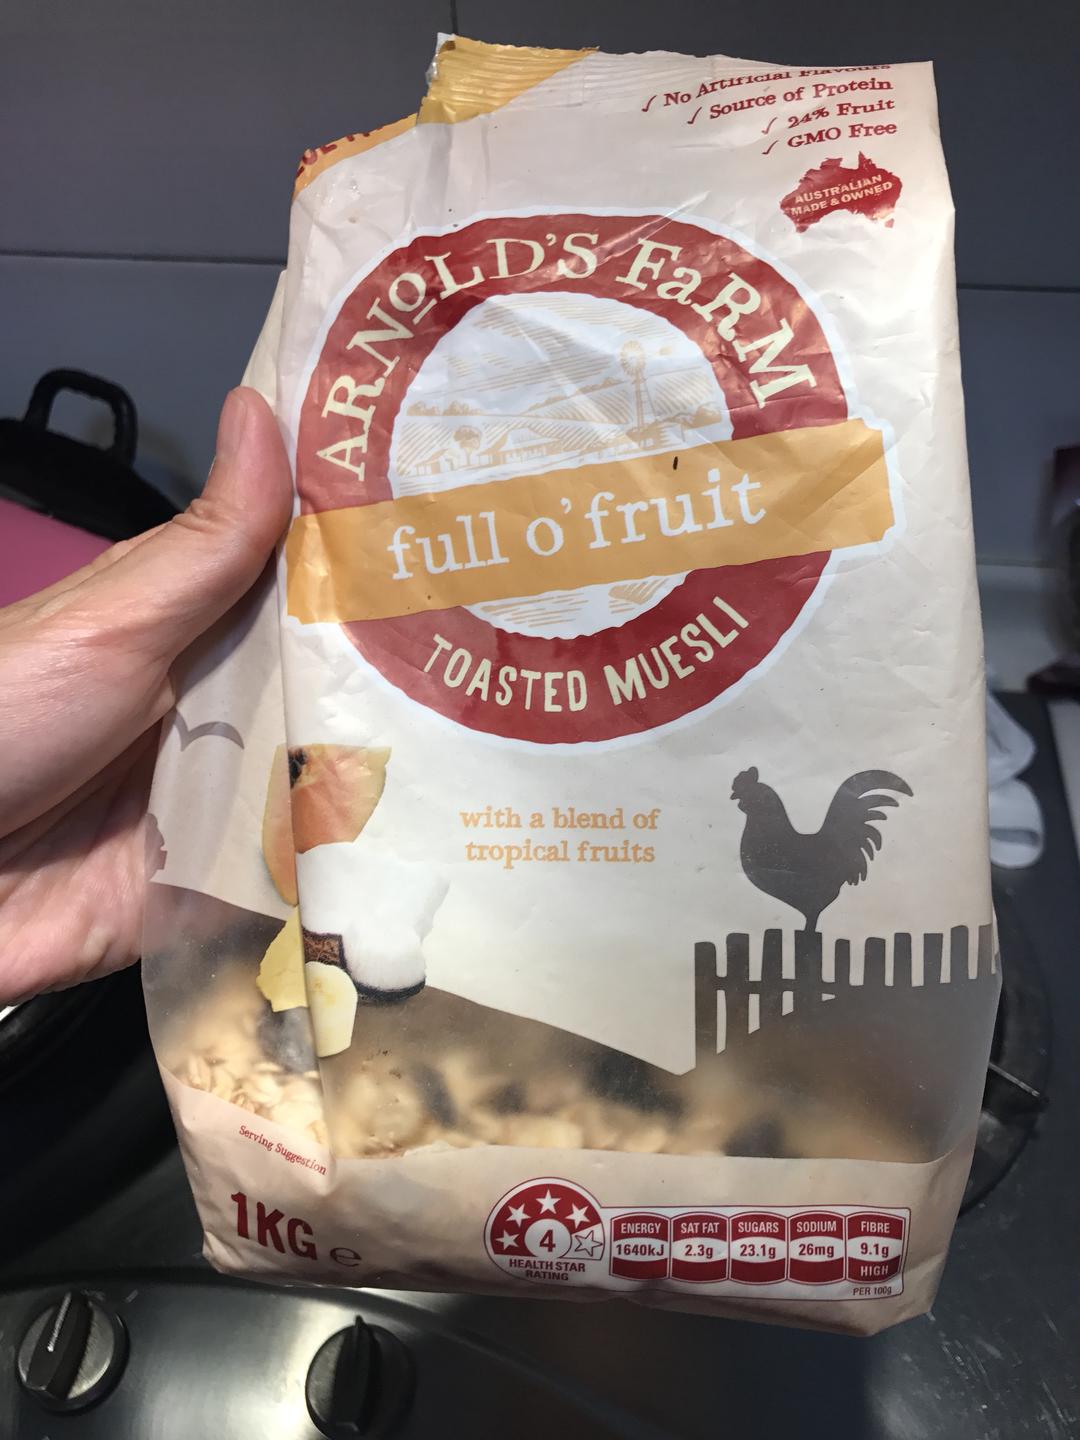 ✓ No Artificial Flavours
✓ Source of Protein
✓ 24% Fruit
✓ GMO Free
AUSTRALIAN
MADE & OWNED
ARNOLD'S FaRM
full o' fruit
TOASTED MUESLI
with a blend of
tropical fruits
Serving Suggestion
1KG e
4
HEALTH STAR
RATING
ENERGY
1640kJ
SAT FAT
2.3g
SUGARS
23.1g
SODIUM
26mg
FIBRE
9.1g
HIGH
PER 100g